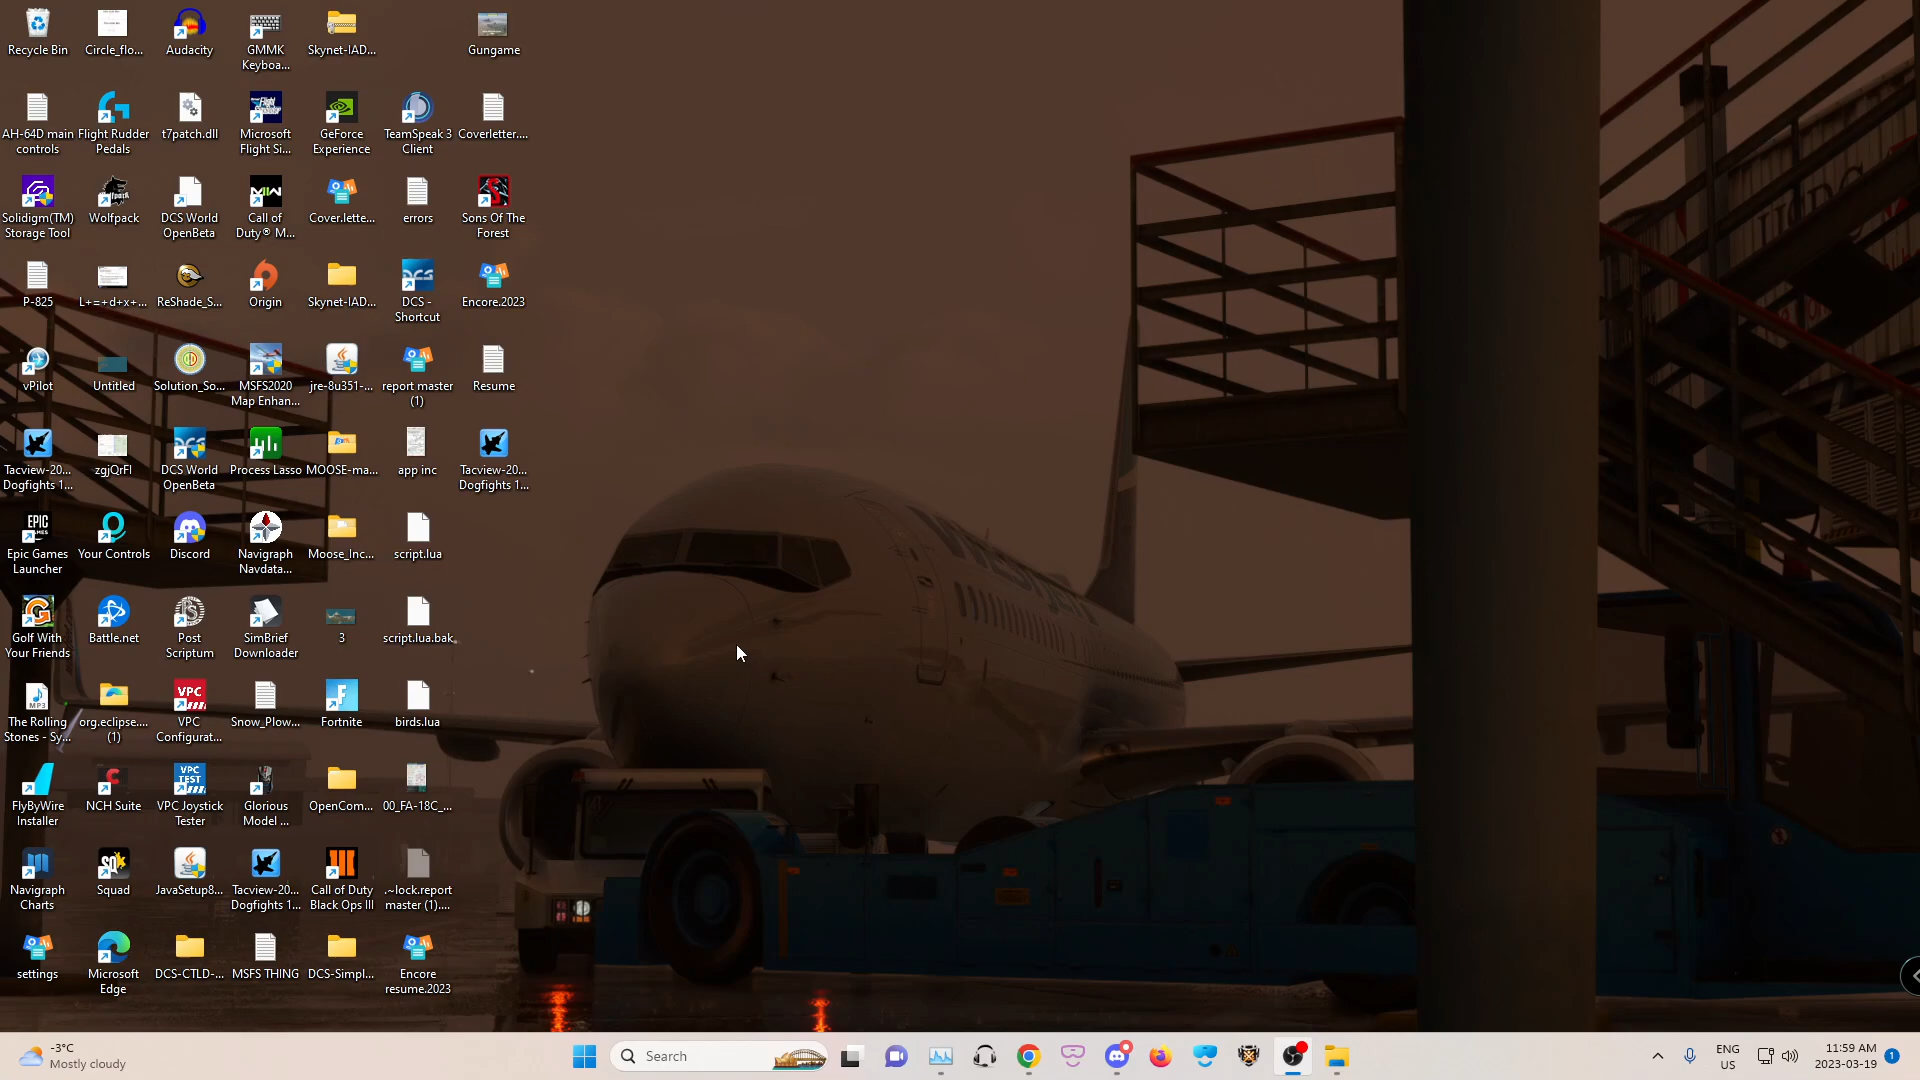 Recycle Bin
Circle_flo...
Audacity
GMMK
Keyboa...
Skynet-IAD...
Gungame
AH-64D main
controls
Flight Rudder
Pedals
t7patch.dll
Microsoft
Flight Si...
GeForce
Experience
TeamSpeak 3
Client
Coverletter....
Solidigm(TM)
Storage Tool
Wolfpack
DCS World
OpenBeta
Call of
Duty® M...
Cover.lette...
errors
Sons Of The
Forest
P-825
L+=+d+x+...
ReShade_S...
Origin
Skynet-IAD...
DCS -
Shortcut
Encore.2023
vPilot
Untitled
Solution_So...
MSFS2020
Map Enhan...
jre-8u351-...
report master
(1)
Resume
Tacview-20...
Dogfights 1...
zgjQrFl
DCS World
OpenBeta
Process Lasso
MOOSE-ma...
app inc
Tacview-20...
Dogfights 1...
Epic Games
Launcher
Your Controls
Discord
Navigraph
Navdata...
Moose_Inc...
script.lua
Golf With
Your Friends
Battle.net
Post
Scriptum
SimBrief
Downloader
3
script.lua.bak
The Rolling
Stones - Sy...
org.eclipse....
(1)
VPC
Configurat...
Snow_Plow...
Fortnite
birds.lua
FlyByWire
Installer
NCH Suite
VPC Joystick
Tester
Glorious
Model ...
OpenCom...
00_FA-18C_...
Navigraph
Charts
Squad
JavaSetup8...
Tacview-20...
Dogfights 1...
Call of Duty
Black Ops III
.~lock.report
master (1)....
settings
Microsoft
Edge
DCS-CTLD-...
MSFS THING
DCS-Simpl...
Encore
resume.2023
-3°C
Mostly cloudy
Search
ENG
US
11:59 AM
2023-03-19
1